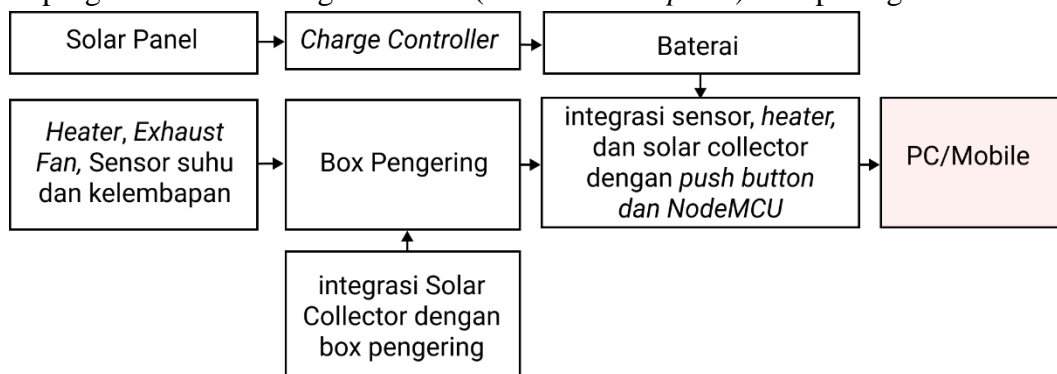 Solar Panel
Charge Controller
Baterai
Heater, Exhaust
Fan, Sensor suhu
dan kelembapan
Box Pengering
integrasi sensor, heater,
dan solar collector
dengan push button
dan NodeMCU
PC/Mobile
integrasi Solar
Collector dengan
box pengering